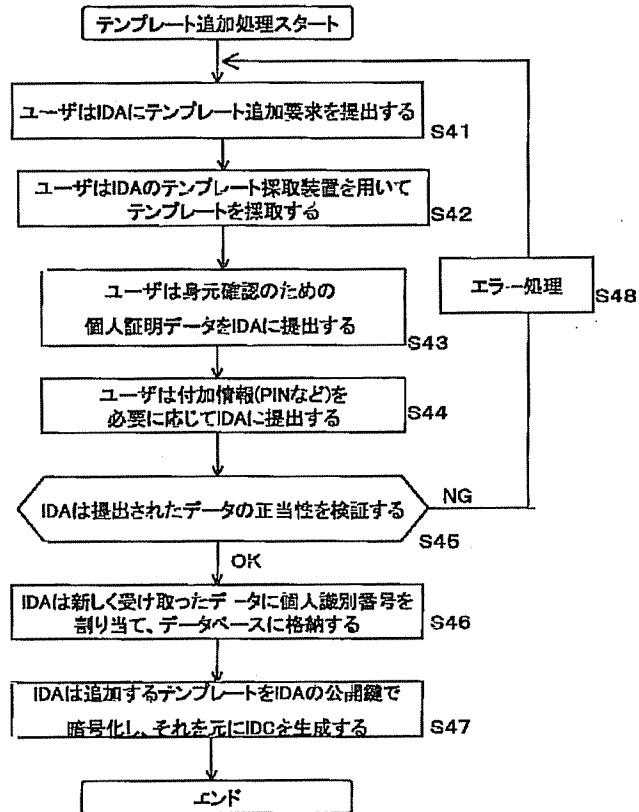 テンプレート追加処理スタート
ユーザはIDAにテンプレート追加要求を提出する
S41
ユーザはIDAのテンプレート採取装置を用いて
テンプレートを採取する
S42
エラー処理
S48
ユーザは身元確認のための
個人証明データをIDAに提出する
S43
ユーザは付加情報(PINなど)を
必要に応じてIDAに提出する
S44
IDAは提出されたデータの正当性を検証する
NG
S45
OK
IDAは新しく受け取ったデータに個人識別番号を
割り当て、データベースに格納する
S46
IDAは追加するテンプレートをIDAの公開鍵で
暗号化し、それを元にIDCを生成する
S47
エンド